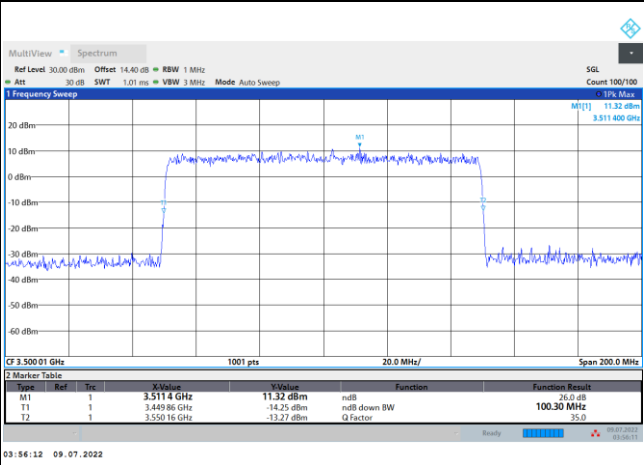 MultiView Spectrum
Ref Level 30.00 dBm Offset 14.40 dB RBW 1 MHz SGL
Att 30 dB SWT 1.01 ms VBW 3 MHz Mode Auto Sweep Count 100/100
1 Frequency Sweep 1Pk Max
M1[1] 11.32 dBm
3.511 400 GHz
M1
20 dBm
10 dBm
0 dBm
-10 dBm
-20 dBm
-30 dBm
-40 dBm
-50 dBm
-60 dBm
CF 3.500 01 GHz 1001 pts 20.0 MHz/ Span 200.0 MHz
2 Marker Table
Type Ref Trc X-Value Y-Value Function Function Result
M1 1 3.511 4 GHz 11.32 dBm ndB 26.0 dB
T1 1 3.449 86 GHz -14.25 dBm ndB down BW 100.30 MHz
T2 1 3.550 16 GHz -13.27 dBm Q Factor 35.0
Ready 09.07.2022
03:56:11
03:56:12 09.07.2022